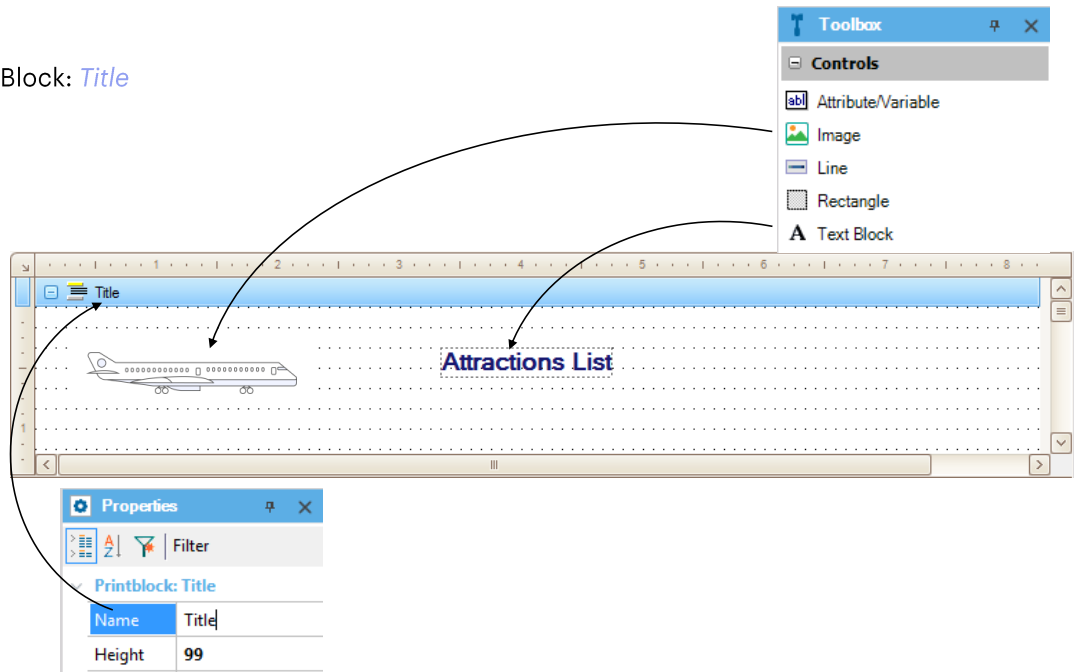 Toolbox
Controls
Block: Title
abl Attribute/Variable
Image
Line
Rectangle
A Text Block
1 2 3 4 5 6 7 8
Title
Attractions List
1
Properties
A
Z
Filter
Printblock: Title
Name Title
Height 99